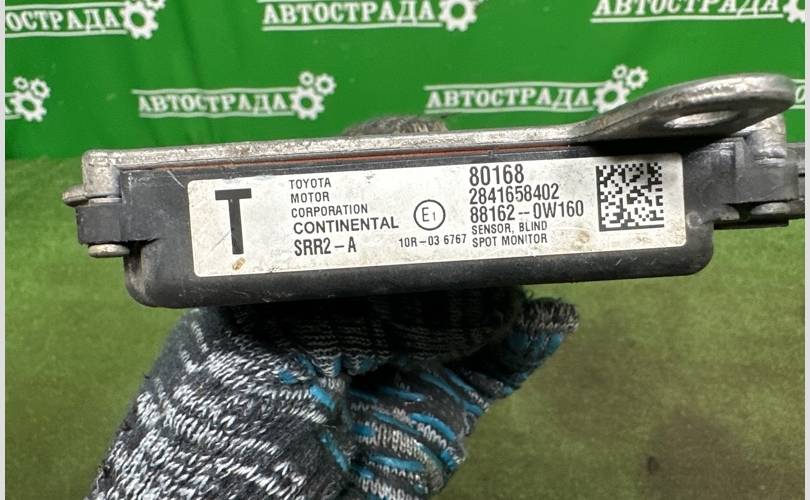 АВТОСТРАДА АВТОСТРАДА АВТОСТРАДА
АВТОСТРАДА АВТОСТРАДА
T
TOYOTA
MOTOR
CORPORATION
CONTINENTAL
SRR2-A
E1
10R-03 6767
80168
2841658402
88162--0W160
SENSOR, BLIND
SPOT MONITOR